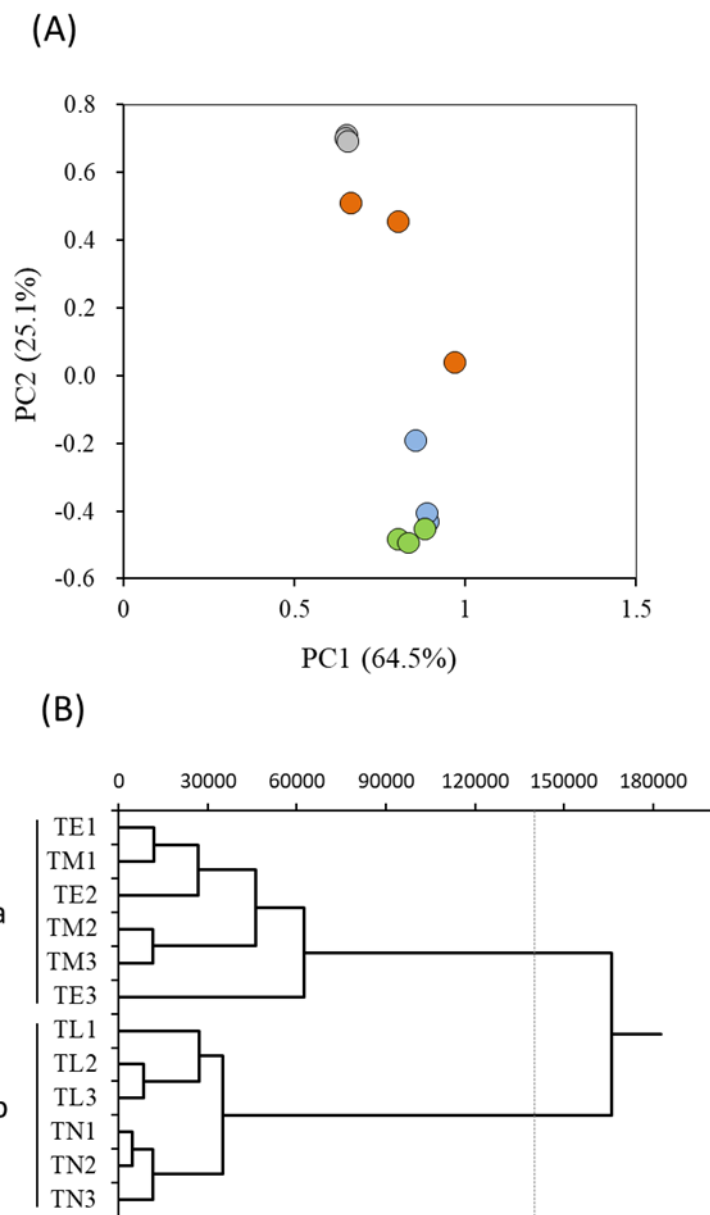 (A)
0.8
0.6
0.4
0.2
0.0
-0.2
-0.4
-0.6
PC2 (25.1%)
0 0.5 1 1.5
PC1 (64.5%)
(B)
0 30000 60000 90000 120000 150000 180000
TE1
TM1
TE2
a
TM2
TM3
TE3
TL1
TL2
TL3
b
TN1
TN2
TN3